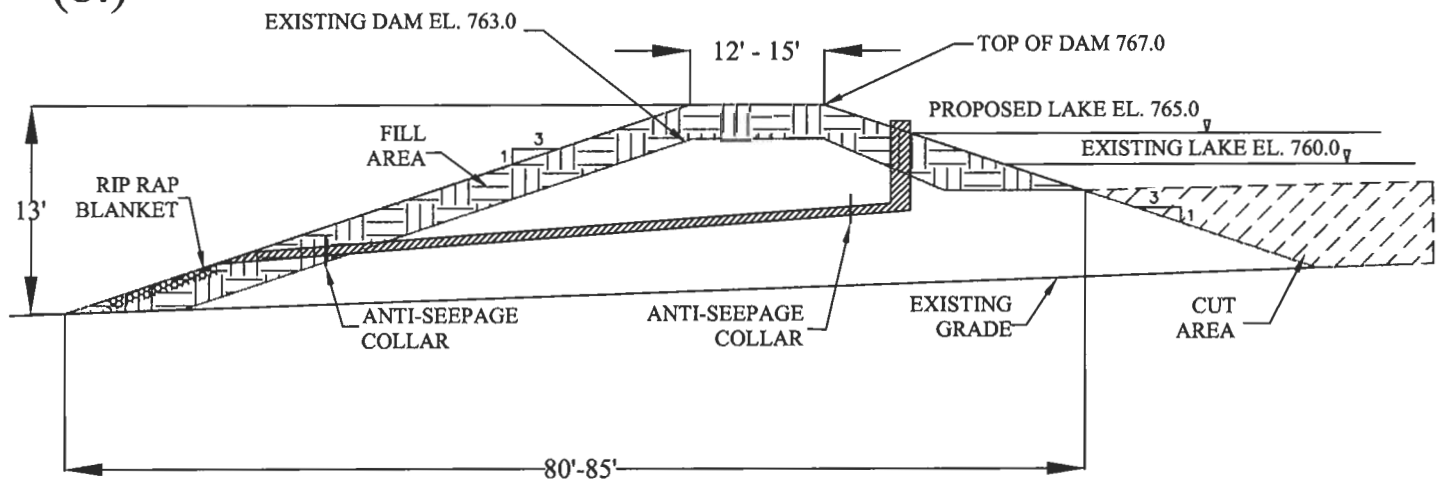 EXISTING DAM EL. 763.0
12' - 15'
TOP OF DAM 767.0
PROPOSED LAKE EL. 765.0
EXISTING LAKE EL. 760.0
FILL
AREA
1
3
RIP RAP
BLANKET
13'
3
1
ANTI-SEEPAGE
COLLAR
ANTI-SEEPAGE
COLLAR
EXISTING
GRADE
CUT
AREA
80'-85'